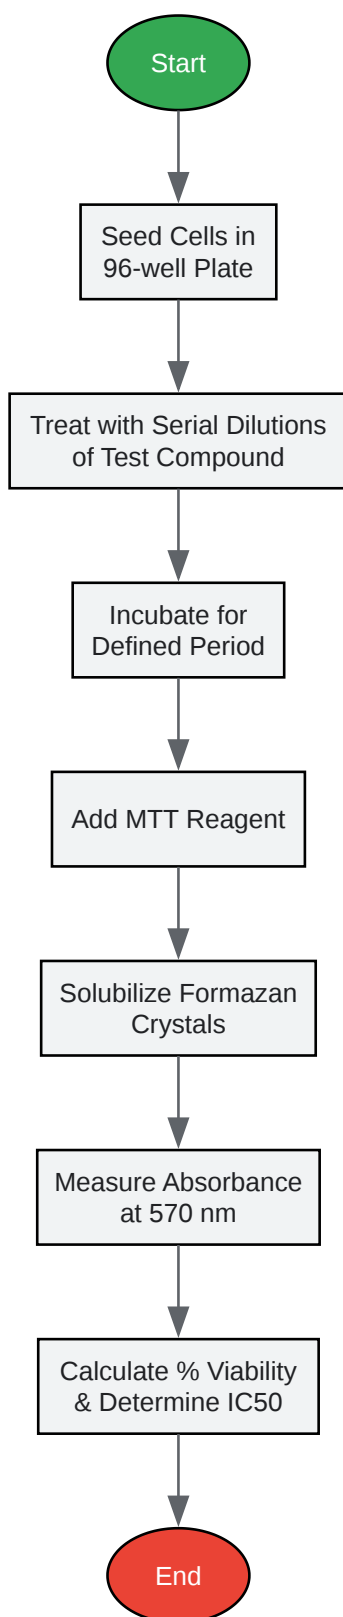 Start
Seed Cells in
96-well Plate
Treat with Serial Dilutions
of Test Compound
Incubate for
Defined Period
Add MTT Reagent
Solubilize Formazan
Crystals
Measure Absorbance
at 570 nm
Calculate % Viability
& Determine IC50
End